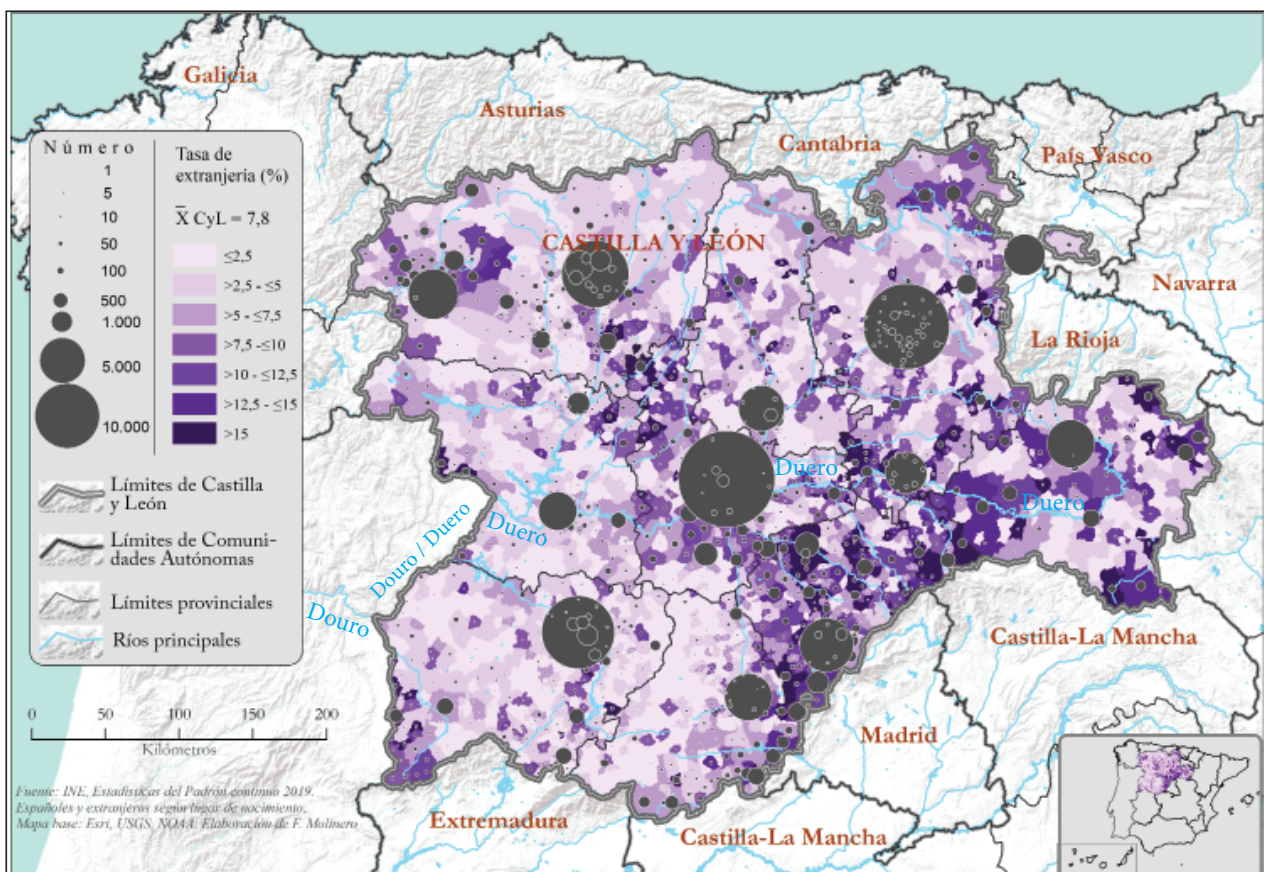 Galicia
Asturias
Cantabria
País Vasco
Navarra
La Rioja
CASTILLA Y LEÓN
Número
1
5
10
50
100
500
1.000
5.000
10.000
Tasa de
extranjería (%)
X̅ CyL = 7,8
≤2,5
>2,5 - ≤5
>5 - ≤7,5
>7,5 -≤10
>10 - ≤12,5
>12,5 - ≤15
>15
Límites de Castilla
y León
Límites de Comuni-
dades Autónomas
Límites provinciales
Ríos principales
Duero
Duero
Duero
Douro / Duero
Douro
Castilla-La Mancha
Madrid
Extremadura
Castilla-La Mancha
0 50 100 200
Kilómetros
Fuente: INE, Estadísticas del Padrón continuo 2019.
Españoles y extranjeros según lugar de nacimiento.
Mapa base: Esri, USGS, NOAA. Elaboración de F. Molinero